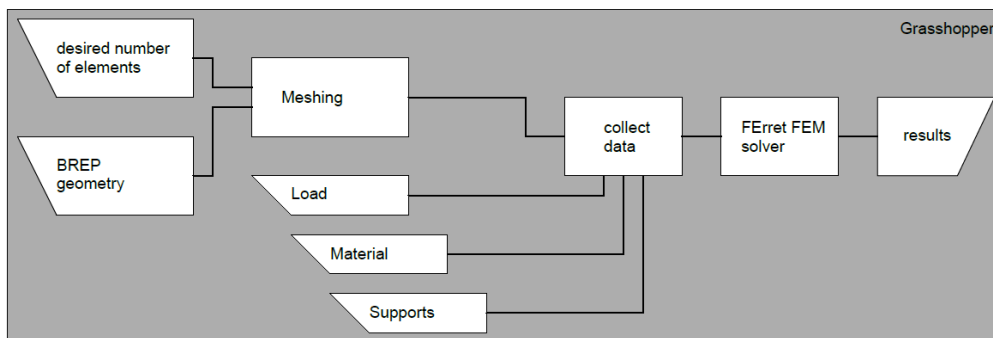 Grasshopper
desired number
of elements
Meshing
BREP
geometry
collect
data
FErret FEM
solver
results
Load
Material
Supports